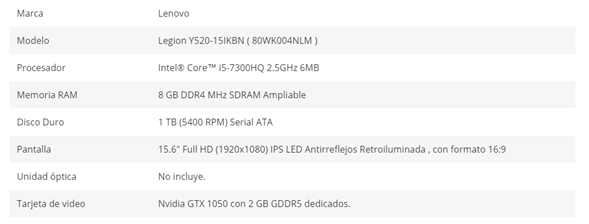 Marca Lenovo
Modelo Legion Y520-15IKBN ( 80WK004NLM )
Procesador Intel® Core™ i5-7300HQ 2.5GHz 6MB
Memoria RAM 8 GB DDR4 MHz SDRAM Ampliable
Disco Duro 1 TB (5400 RPM) Serial ATA
Pantalla 15.6" Full HD (1920x1080) IPS LED Antirreflejos Retroiluminada , con formato 16:9
Unidad óptica No incluye.
Tarjeta de video Nvidia GTX 1050 con 2 GB GDDR5 dedicados.